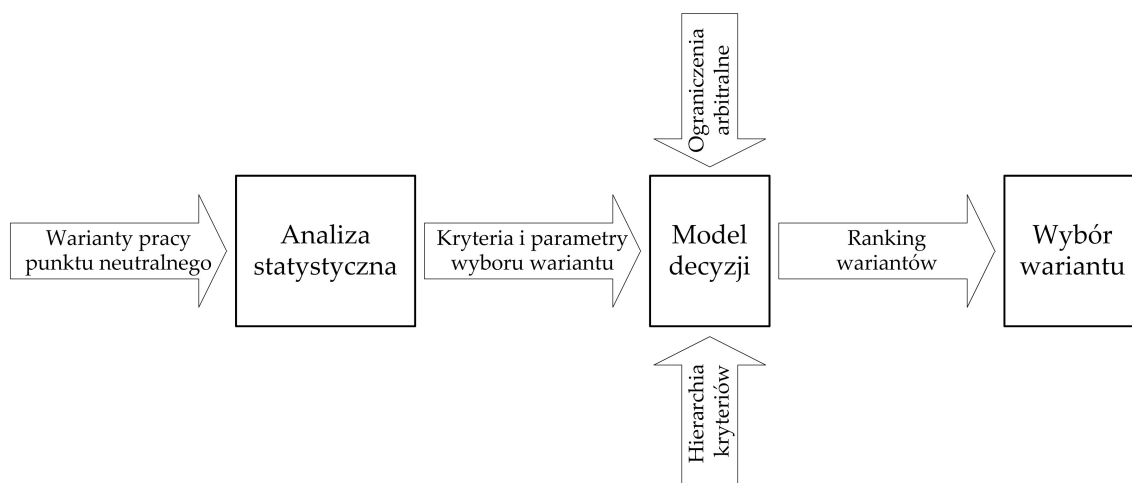 Ograniczenia
arbitralne
Warianty pracy
punktu neutralnego
Analiza
statystyczna
Kryteria i parametry
wyboru wariantu
Model
decyzji
Ranking
wariantów
Wybór
wariantu
Hierarchia
kryteriów